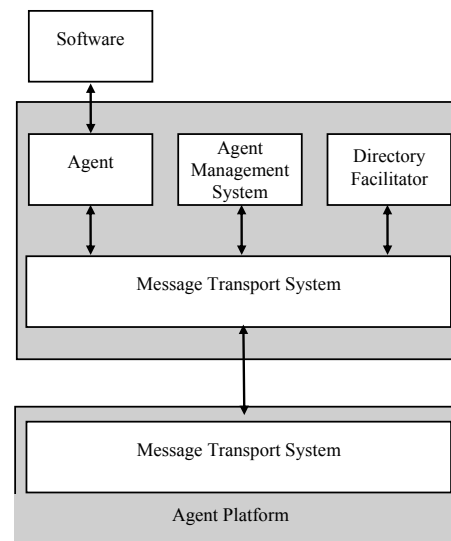 Software
Agent
Agent
Management
System
Directory
Facilitator
Message Transport System
Message Transport System
Agent Platform